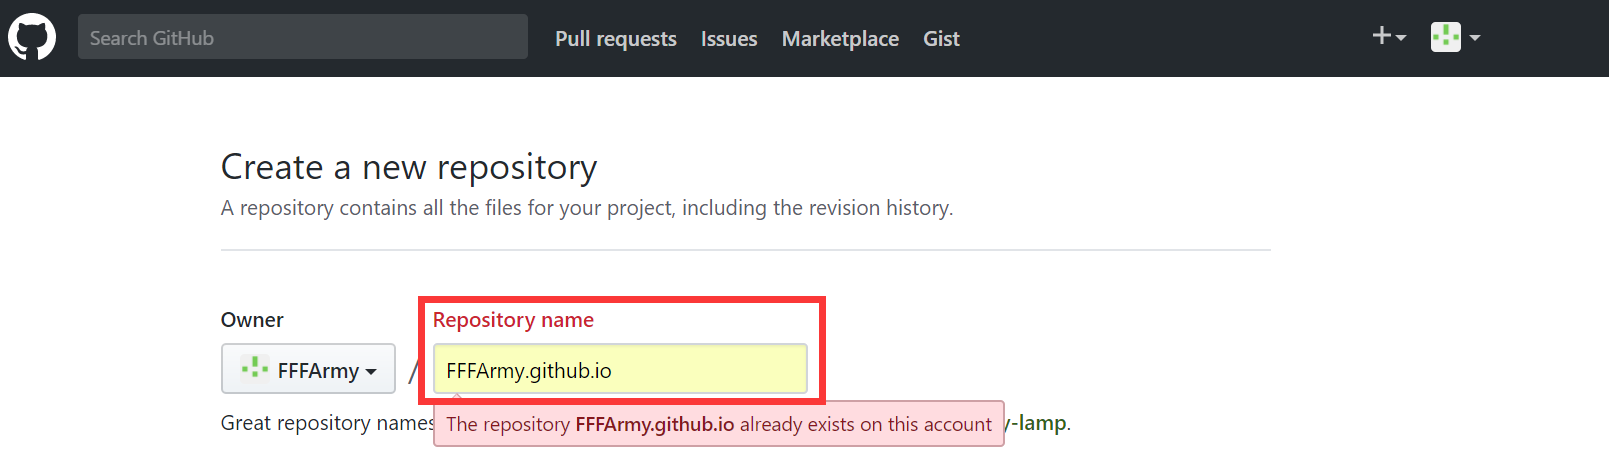 Search GitHub
Pull requests Issues Marketplace Gist
Create a new repository
A repository contains all the files for your project, including the revision history.
Owner
Repository name
FFFArmy
/
FFFArmy.github.io
Great repository names
-lamp.
The repository FFFArmy.github.io already exists on this account